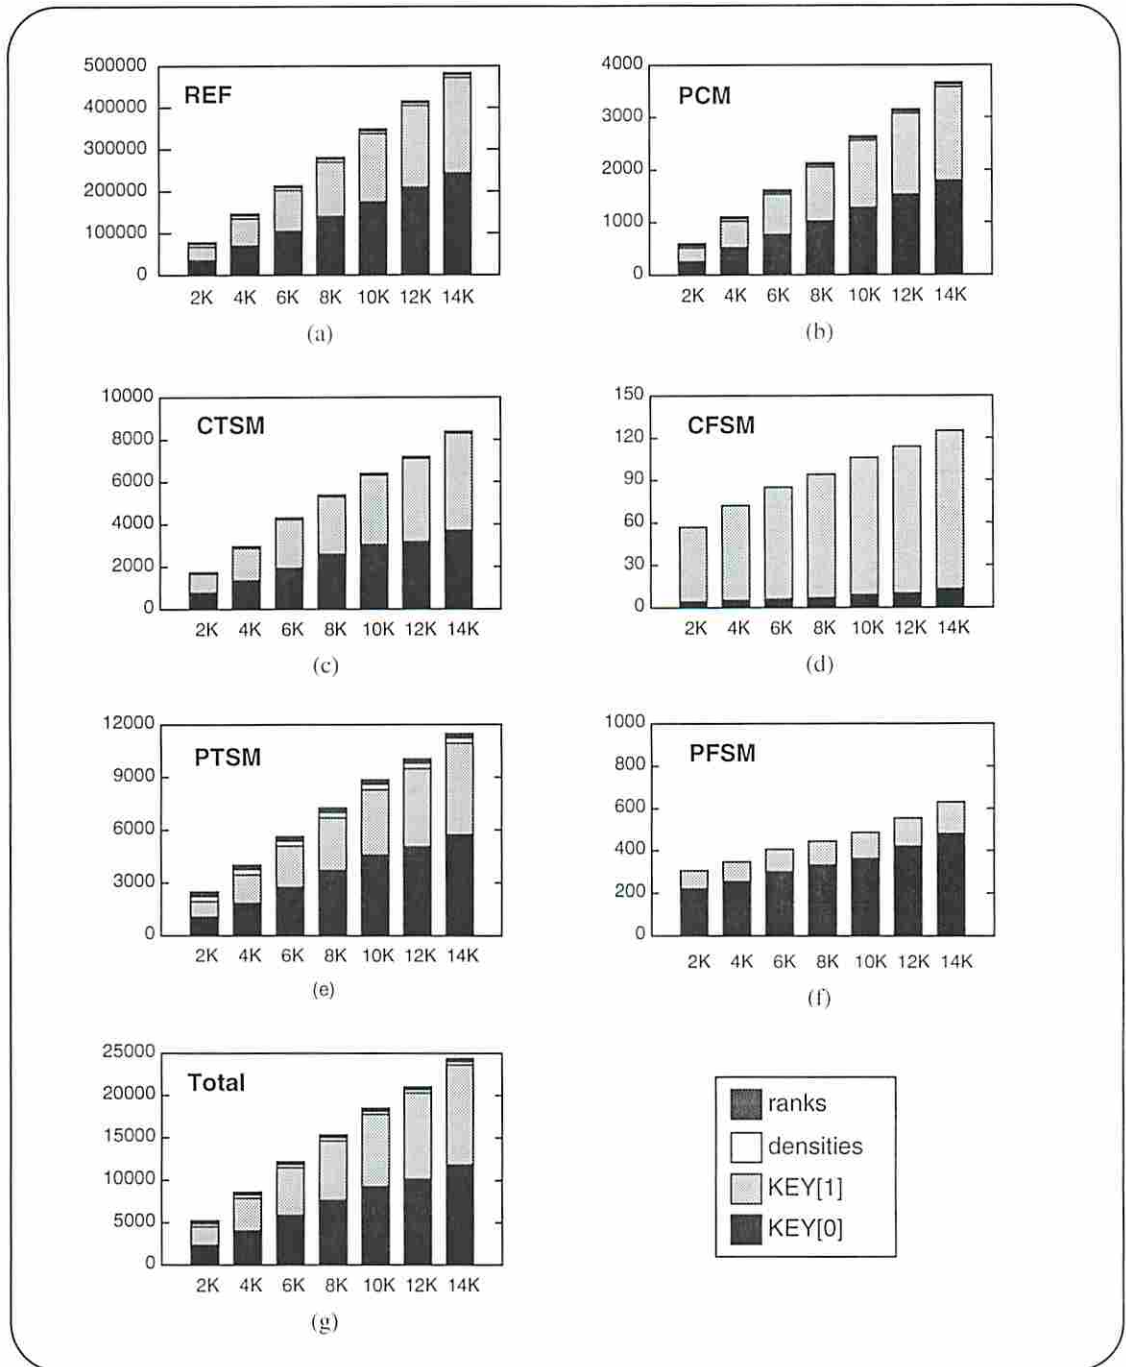 500000
REF
400000
300000
200000
100000
0
2K 4K 6K 8K 10K 12K 14K
(a)
4000
PCM
3000
2000
1000
0
2K 4K 6K 8K 10K 12K 14K
(b)
10000
CTSM
8000
6000
4000
2000
0
2K 4K 6K 8K 10K 12K 14K
(c)
150
CFSM
120
90
60
30
0
2K 4K 6K 8K 10K 12K 14K
(d)
12000
PTSM
9000
6000
3000
0
2K 4K 6K 8K 10K 12K 14K
(e)
1000
PFSM
800
600
400
200
0
2K 4K 6K 8K 10K 12K 14K
(f)
25000
Total
20000
15000
10000
5000
0
2K 4K 6K 8K 10K 12K 14K
(g)
ranks
densities
KEY[1]
KEY[0]